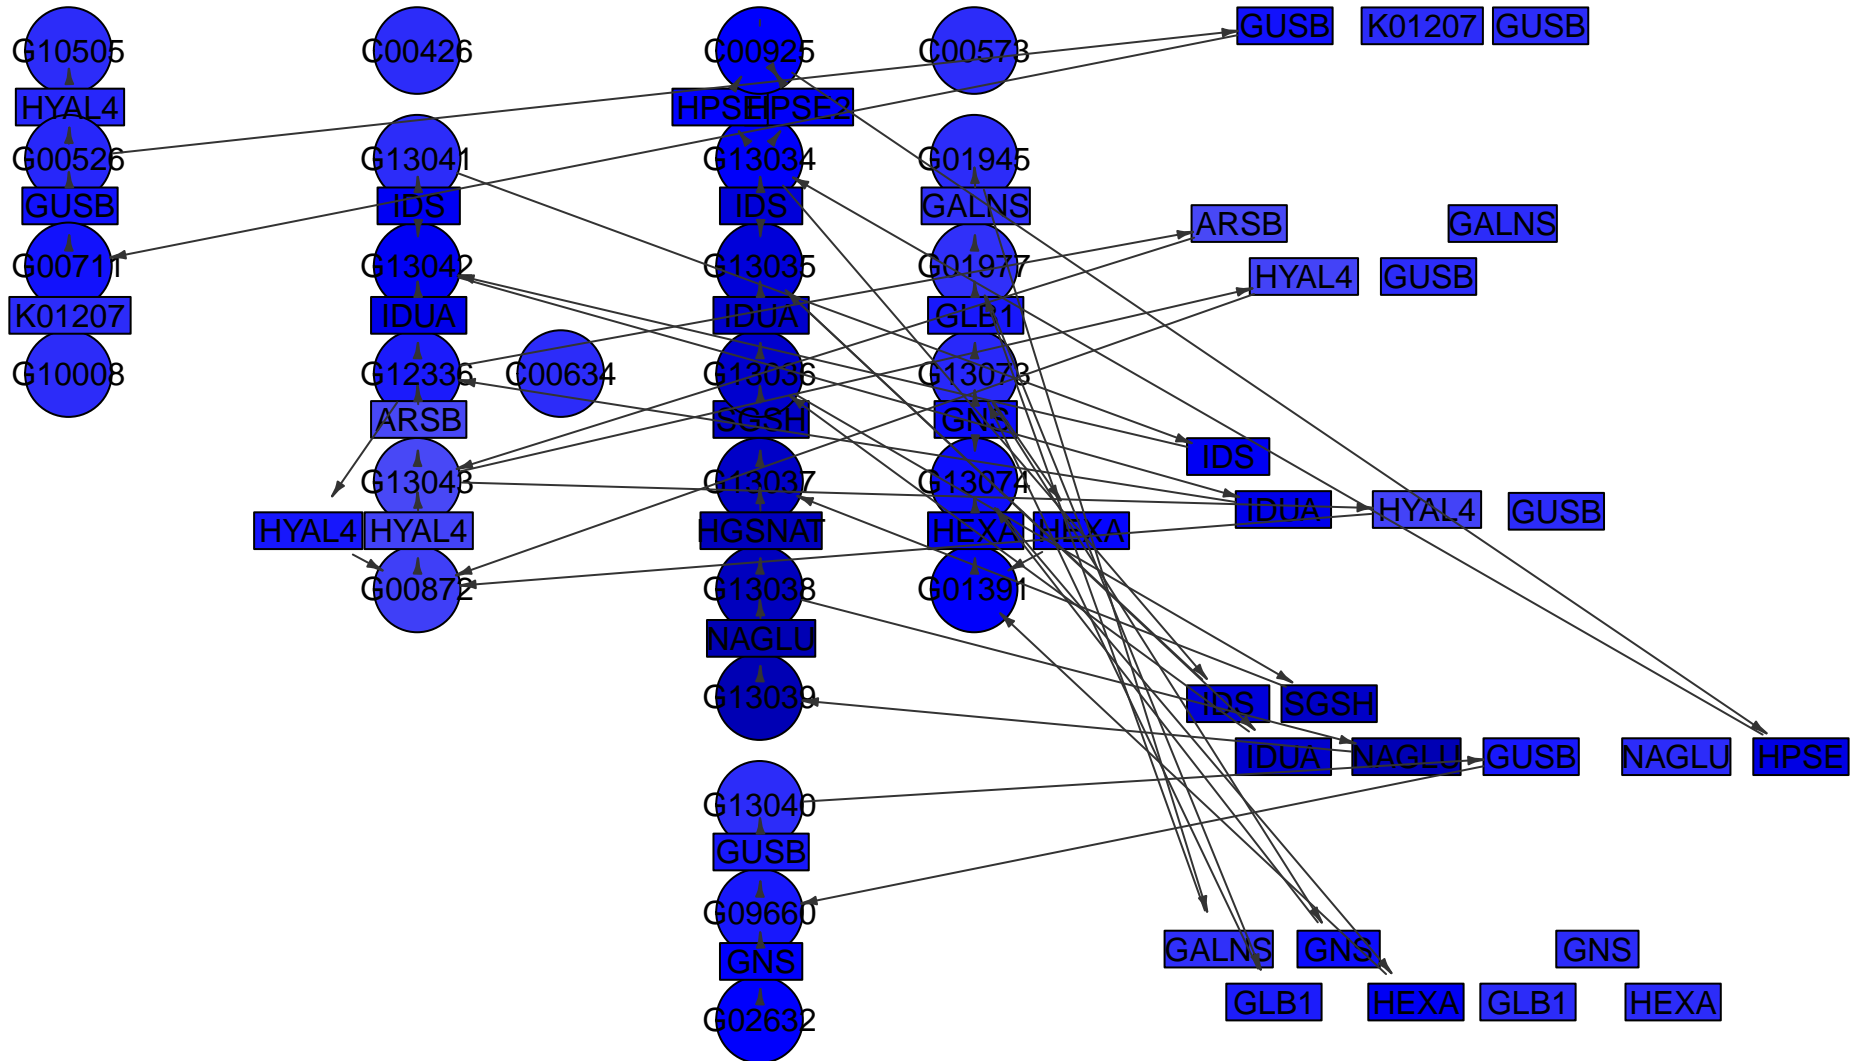 G10505 C00426 C00925 C00573 GUSB K01207 GUSB
HYAL4 HPSE HPSE2
G00526 G13041 G13034 G01945
GUSB IDS IDS GALNS ARSB GALNS
G00711 G13042 G13035 G01977 HYAL4 GUSB
K01207 IDUA IDUA GLB1
G10008 G12336 C00634 G13036 G13073
ARSB SGSH GNS IDS
G13043 G13037 G13074
HYAL4 HYAL4 HGSNAT HEXA HEXA IDUA HYAL4 GUSB
G00872 G13038 G01391
NAGLU
G13039 IDS SGSH
IDUA NAGLU GUSB NAGLU HPSE
G13040
GUSB
G09660
GNS GALNS GNS GNS
G02632 GLB1 HEXA GLB1 HEXA